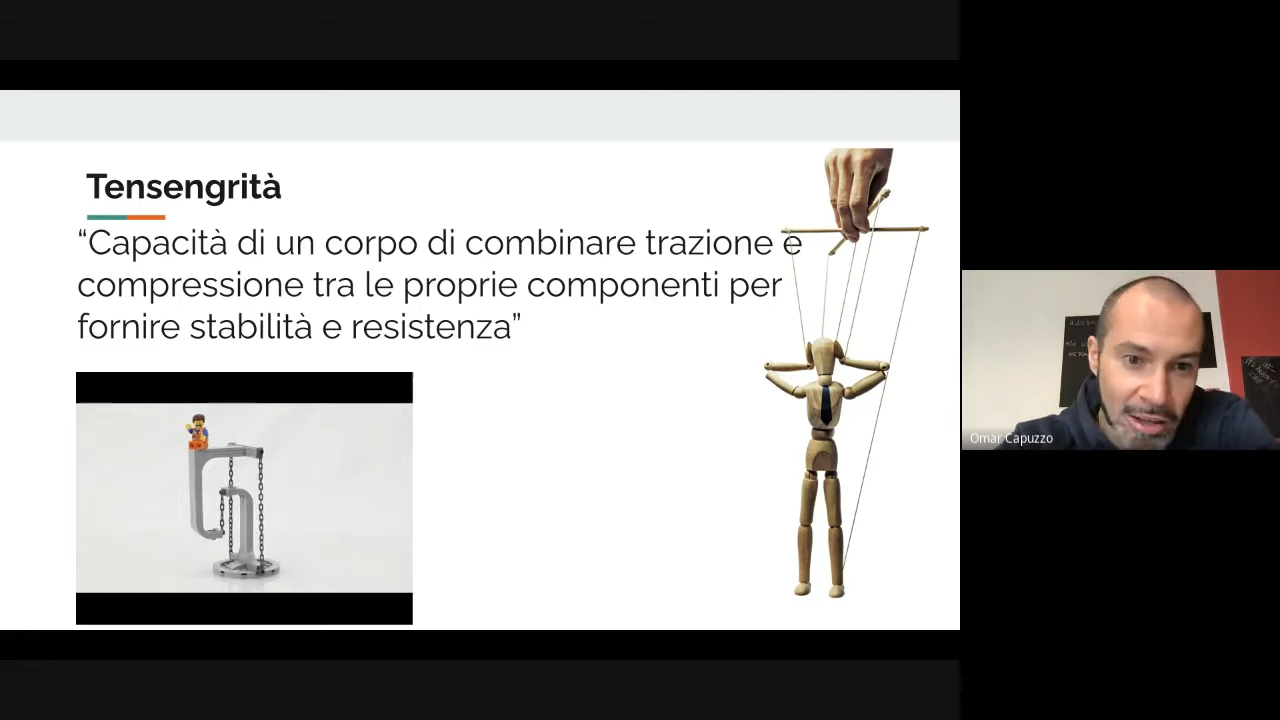 Tensengrità
“Capacità di un corpo di combinare trazione e
compressione tra le proprie componenti per
fornire stabilità e resistenza”
Omar Capuzzo